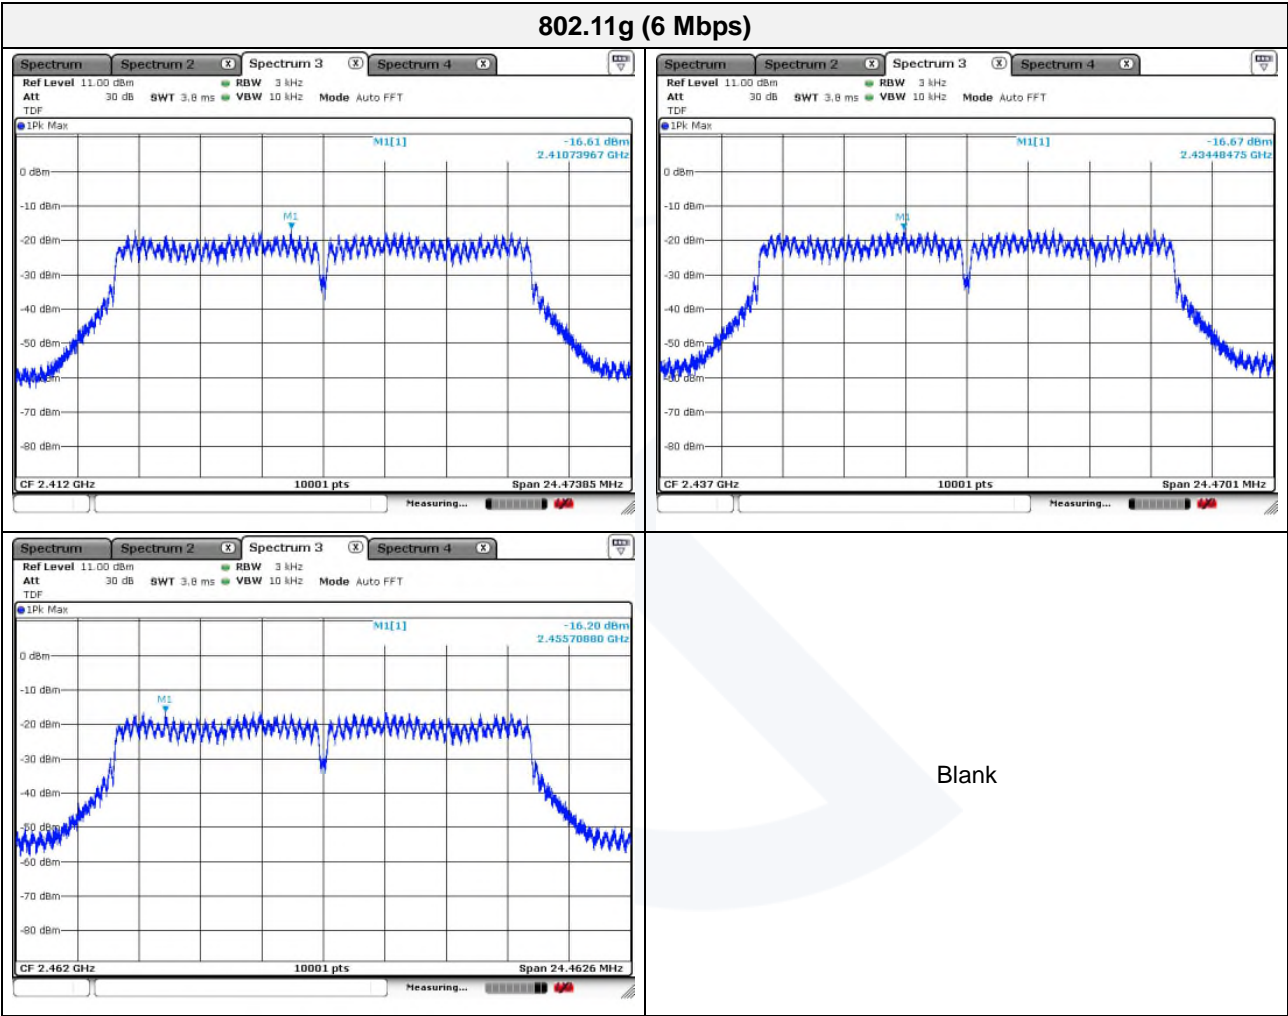 802.11g (6 Mbps)
Spectrum Spectrum 2 Spectrum 3 Spectrum 4
Ref Level 11.00 dBm RBW 3 kHz
Att 30 dB SWT 3.8 ms VBW 10 kHz Mode Auto FFT
TDF
1Pk Max
M1[1] -16.61 dBm
2.41073967 GHz
0 dBm
-10 dBm
M1
-20 dBm
-30 dBm
-40 dBm
-50 dBm
-70 dBm
-80 dBm
CF 2.412 GHz 10001 pts Span 24.47385 MHz
Measuring...
Spectrum Spectrum 2 Spectrum 3 Spectrum 4
Ref Level 11.00 dBm RBW 3 kHz
Att 30 dB SWT 3.8 ms VBW 10 kHz Mode Auto FFT
TDF
1Pk Max
M1[1] -16.67 dBm
2.43448475 GHz
0 dBm
-10 dBm
M1
-20 dBm
-30 dBm
-40 dBm
-50 dBm
-60 dBm
-70 dBm
-80 dBm
CF 2.437 GHz 10001 pts Span 24.4701 MHz
Measuring...
Spectrum Spectrum 2 Spectrum 3 Spectrum 4
Ref Level 11.00 dBm RBW 3 kHz
Att 30 dB SWT 3.8 ms VBW 10 kHz Mode Auto FFT
TDF
1Pk Max
M1[1] -16.20 dBm
2.45570880 GHz
0 dBm
-10 dBm
M1
-20 dBm
-30 dBm
-40 dBm
-50 dBm
-60 dBm
-70 dBm
-80 dBm
CF 2.462 GHz 10001 pts Span 24.4626 MHz
Measuring...
Blank